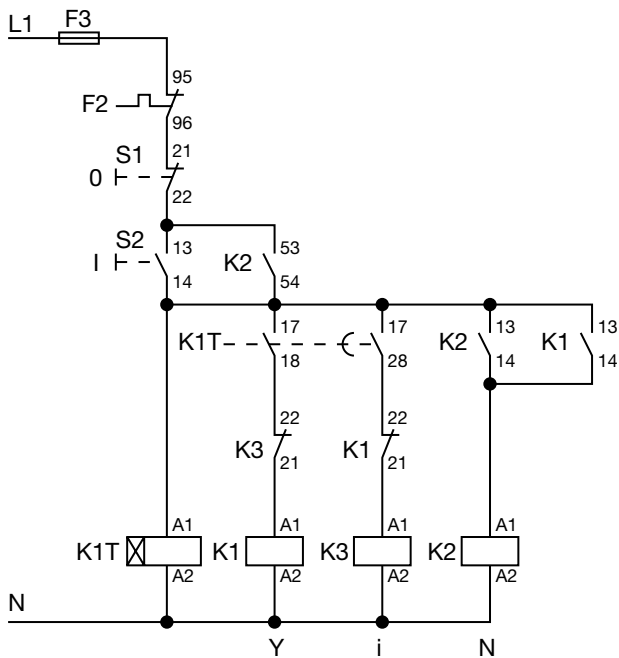 L1 F3
95
F2
96
S1 21
0
22
S2 13 53
I K2
14 54
17 17 13 13
K1T K2 K1
18 28 14 14
22 22
K3 K1
21 21
A1 A1 A1 A1
K1T K1 K3 K2
A2 A2 A2 A2
N
Y i N